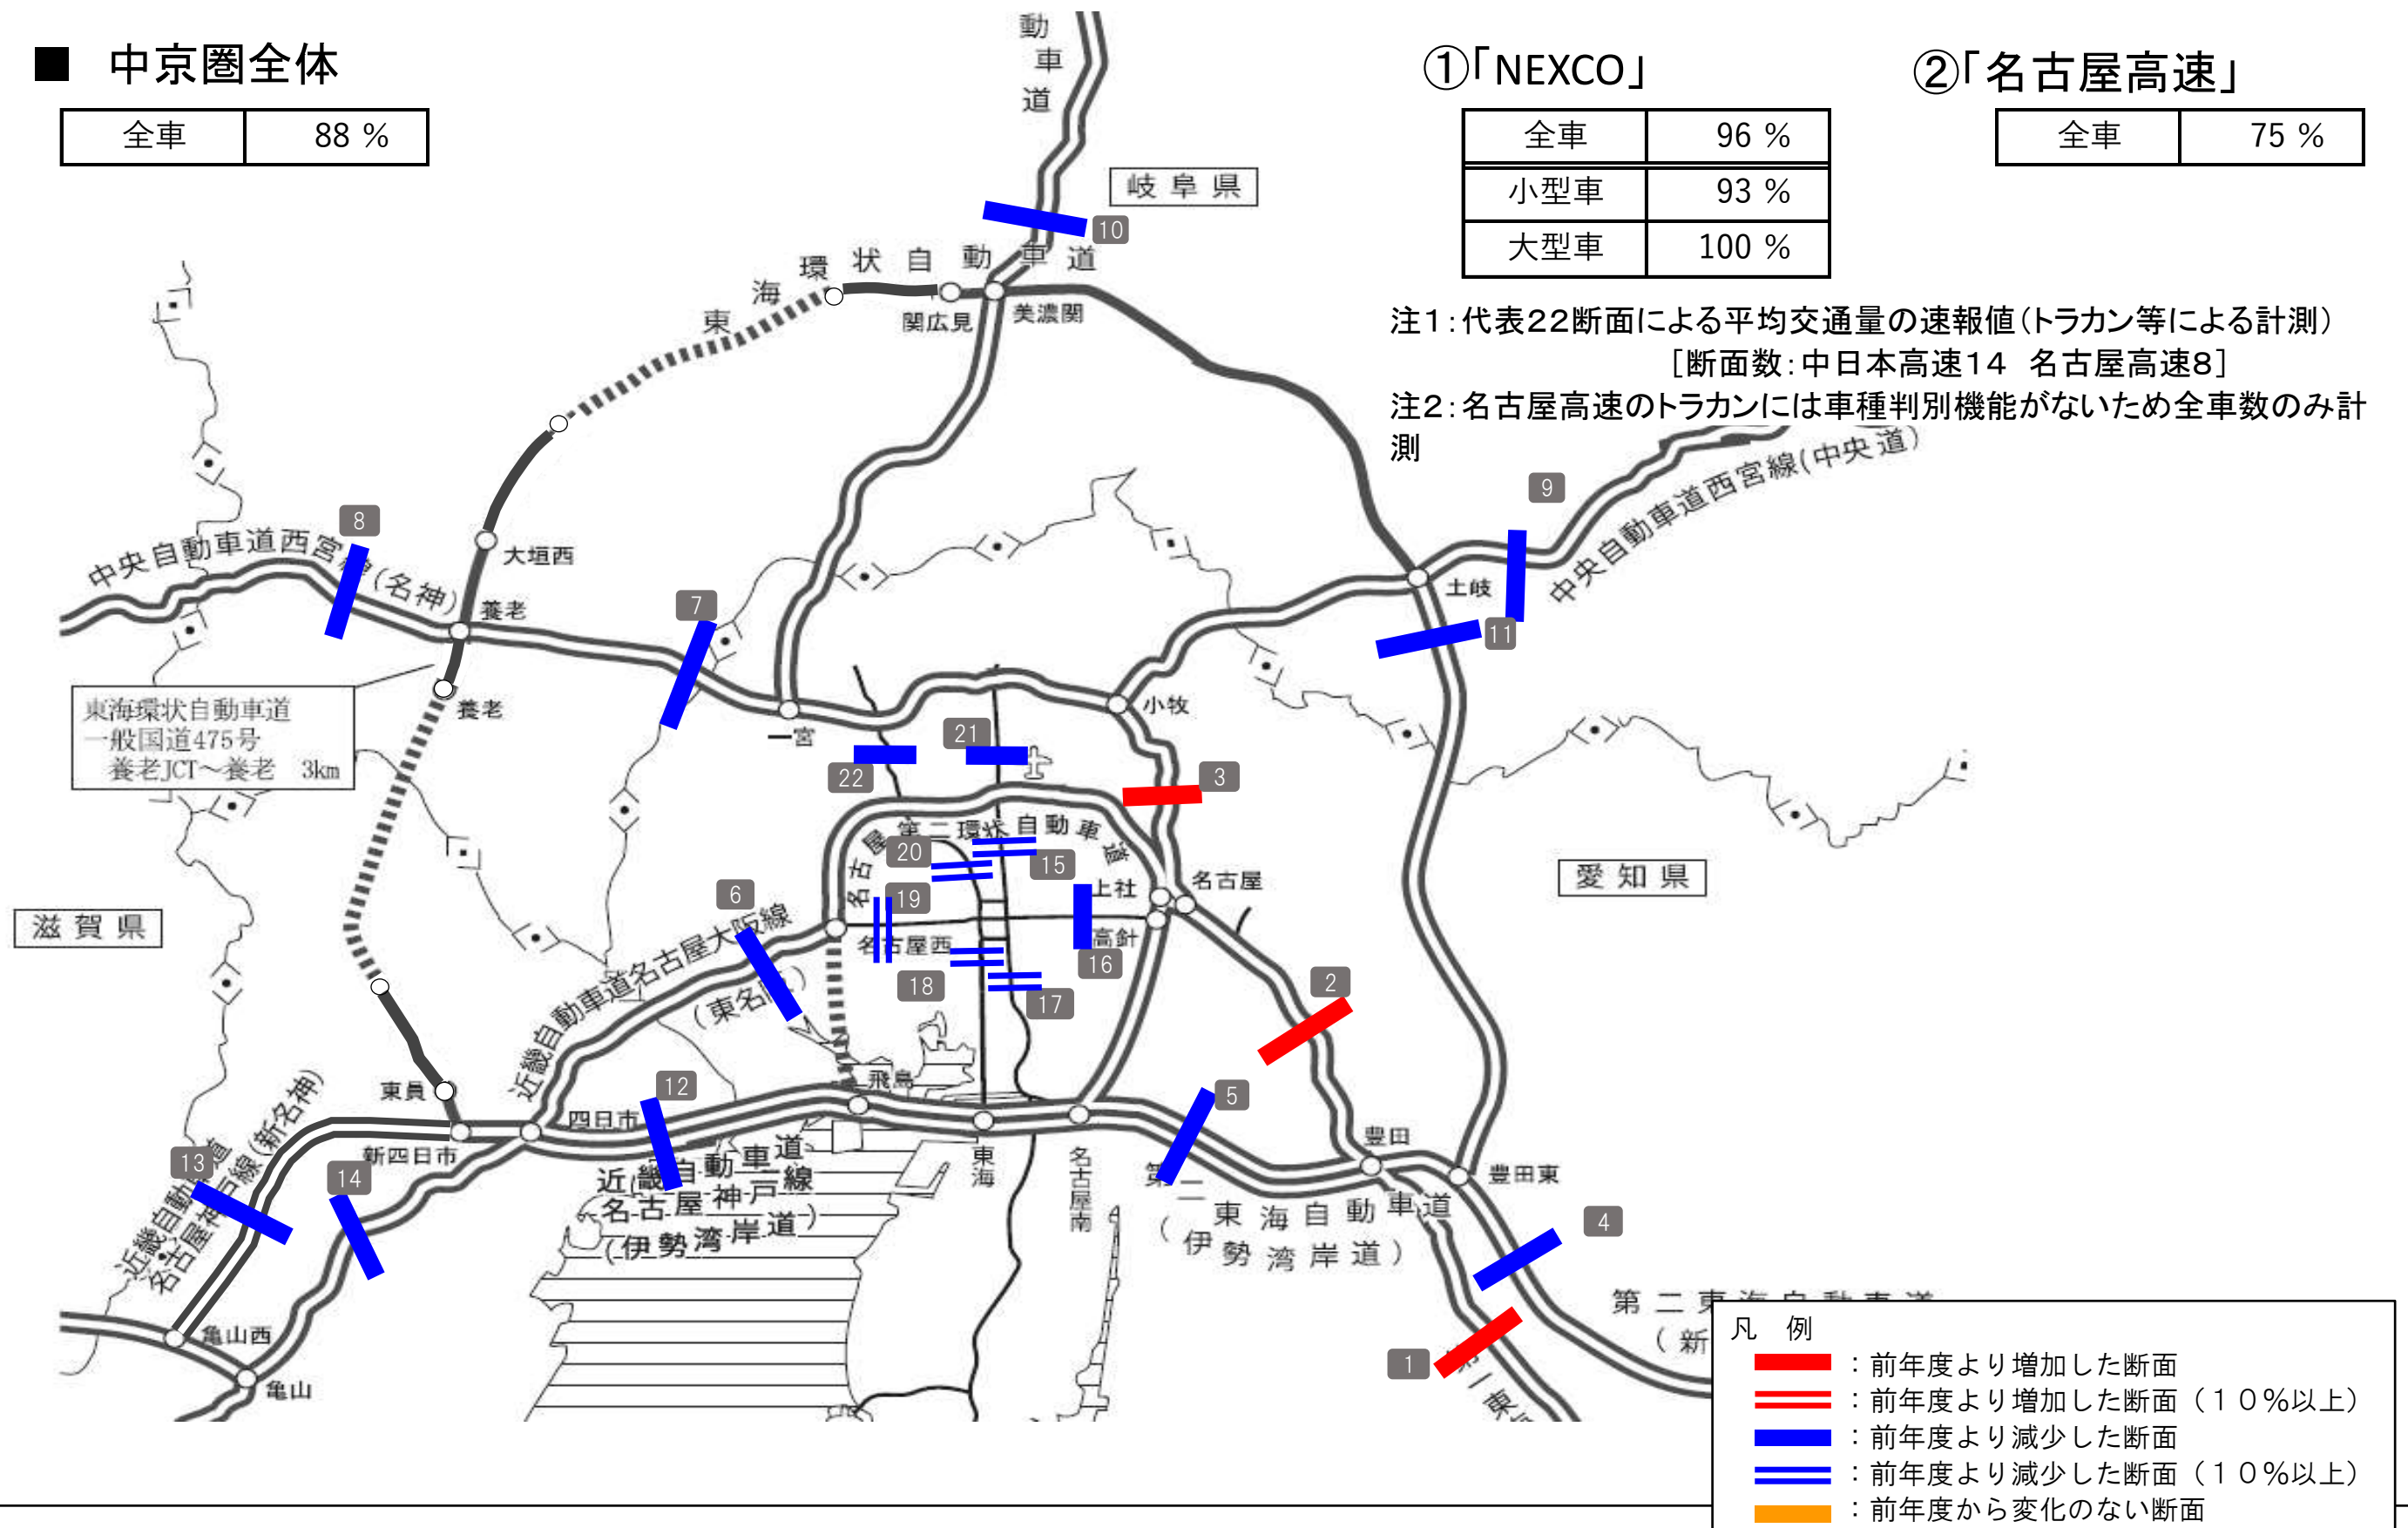 ■ 中京圏全体
全車 88 %
①「NEXCO」
全車 96 %
小型車 93 %
大型車 100 %
②「名古屋高速」
全車 75 %
注1:代表22断面による平均交通量の速報値(トラカン等による計測)
[断面数:中日本高速14 名古屋高速8]
注2:名古屋高速のトラカンには車種判別機能がないため全車数のみ計
測
動車道
岐阜県
10
東海環状自動車道
関広見
美濃関
9
中央自動車道西宮線(中央道)
8
中央自動車道西宮線(名神)
大垣西
養老
7
土岐
11
養老
東海環状自動車道
一般国道475号
養老JCT~養老 3km
一宮
小牧
21
22
3
名古屋第二環状自動車道
20
15
上社
名古屋
愛知県
19
6
滋賀県
名古屋西
高針
16
18
17
2
近畿自動車道名古屋大阪線
(東名阪)
飛島
東員
12
四日市
5
新四日市
13
14
近畿自動車道
名古屋神戸線(新名神)
近畿自動車道
名古屋神戸線
(伊勢湾岸道)
東海
名古屋南
豊田
豊田東
第二東海自動車道
(伊勢湾岸道)
4
亀山西
亀山
1
第一東
第二東海自動車道
(新
凡 例
:前年度より増加した断面
:前年度より増加した断面(10%以上)
:前年度より減少した断面
:前年度より減少した断面(10%以上)
:前年度から変化のない断面